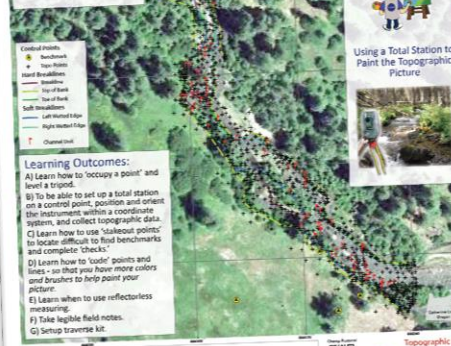 Control Points
Benchmark
Topo Points
Hard Breaklines
Breakline
Top of Bank
Toe of Bank
Soft Breaklines
Left Wetted Edge
Right Wetted Edge
Channel Unit
Using a Total Station to
Paint the Topographic
Picture
Learning Outcomes:
A) Learn how to 'occupy a point' and
level a tripod.
B) To be able to set up a total station
on a control point, position and orient
the instrument within a coordinate
system, and collect topographic data.
C) Learn how to use 'stakeout points'
to locate difficult to find benchmarks
and complete 'checks.'
D) Learn how to 'code' points and
lines - so that you have more colors
and brushes to help paint your
picture.
E) Learn when to use reflectorless
measuring.
F) Take legible field notes.
G) Setup traverse kit.
Topographic